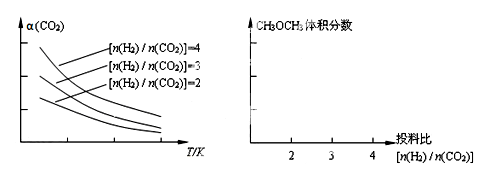 α(CO₂)
[n(H₂) / n(CO₂)]=4
[n(H₂) / n(CO₂)]=3
[n(H₂) / n(CO₂)]=2
T/K
CH₃OCH₃体积分数
2 3 4
投料比
[n(H₂) / n(CO₂)]